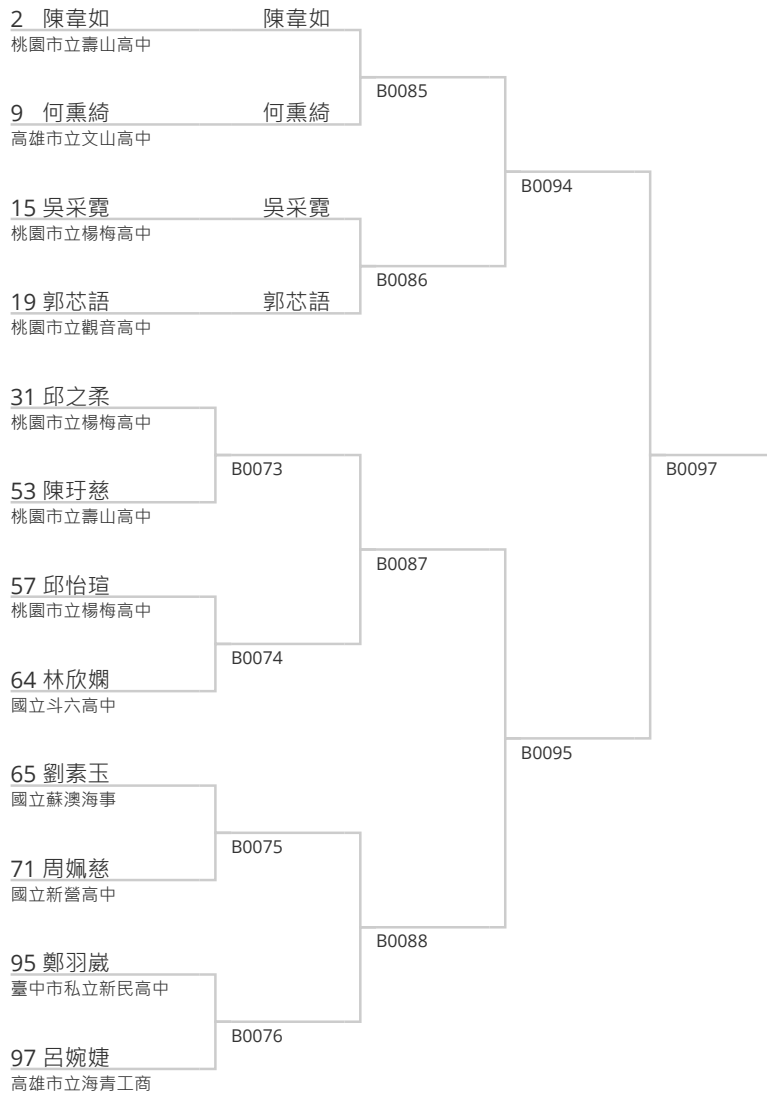 2 陳韋如 陳韋如
桃園市立壽山高中
B0085
9 何熏綺 何熏綺
高雄市立文山高中
B0094
15 吳采霓 吳采霓
桃園市立楊梅高中
B0086
19 郭芯語 郭芯語
桃園市立觀音高中
31 邱之柔
桃園市立楊梅高中
B0073
B0097
53 陳玗慈
桃園市立壽山高中
B0087
57 邱怡瑄
桃園市立楊梅高中
B0074
64 林欣嫻
國立斗六高中
B0095
65 劉素玉
國立蘇澳海事
B0075
71 周姵慈
國立新營高中
B0088
95 鄭羽崴
臺中市私立新民高中
B0076
97 呂婉婕
高雄市立海青工商